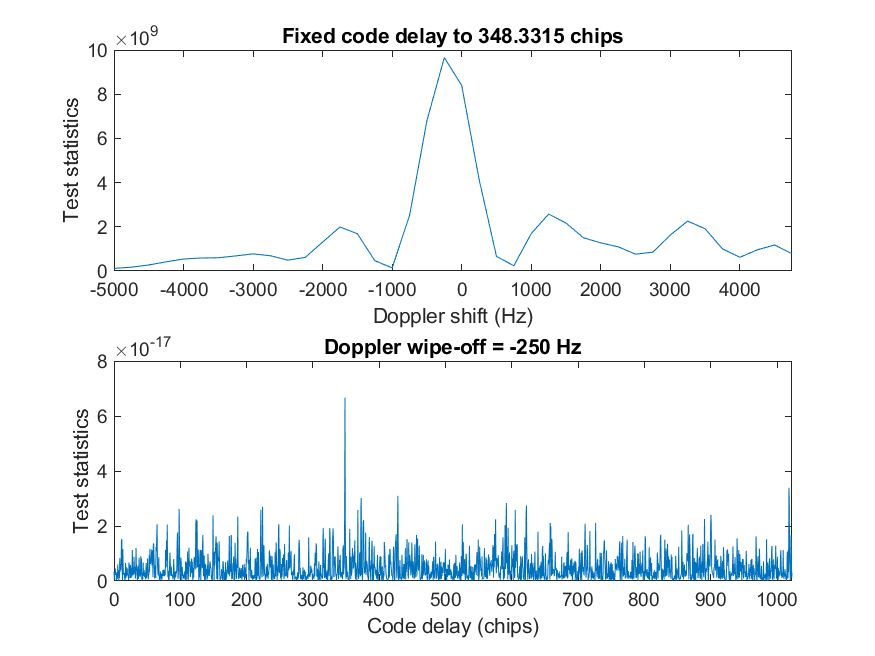 ×10^9
Fixed code delay to 348.3315 chips
10
8
6
4
2
0
Test statistics
-5000 -4000 -3000 -2000 -1000 0 1000 2000 3000 4000
Doppler shift (Hz)
×10^-17
Doppler wipe-off = -250 Hz
8
6
4
2
0
Test statistics
0 100 200 300 400 500 600 700 800 900 1000
Code delay (chips)